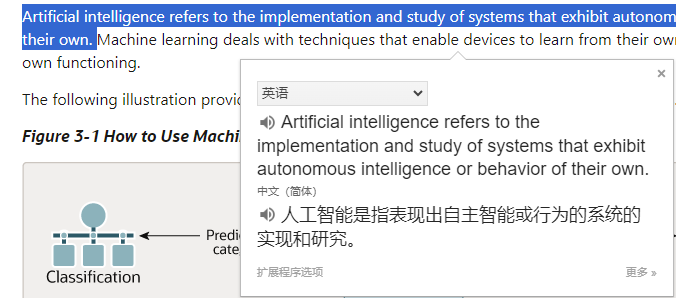 Artificial intelligence refers to the implementation and study of systems that exhibit autonom
their own. Machine learning deals with techniques that enable devices to learn from their ow
own functioning.
The following illustration provi
Figure 3-1 How to Use Machi
英语
Artificial intelligence refers to the
implementation and study of systems that exhibit
autonomous intelligence or behavior of their own.
中文（简体）
人工智能是指表现出自主智能或行为的系统的
实现和研究。
扩展程序选项
更多 »
Predi
cate
Classification